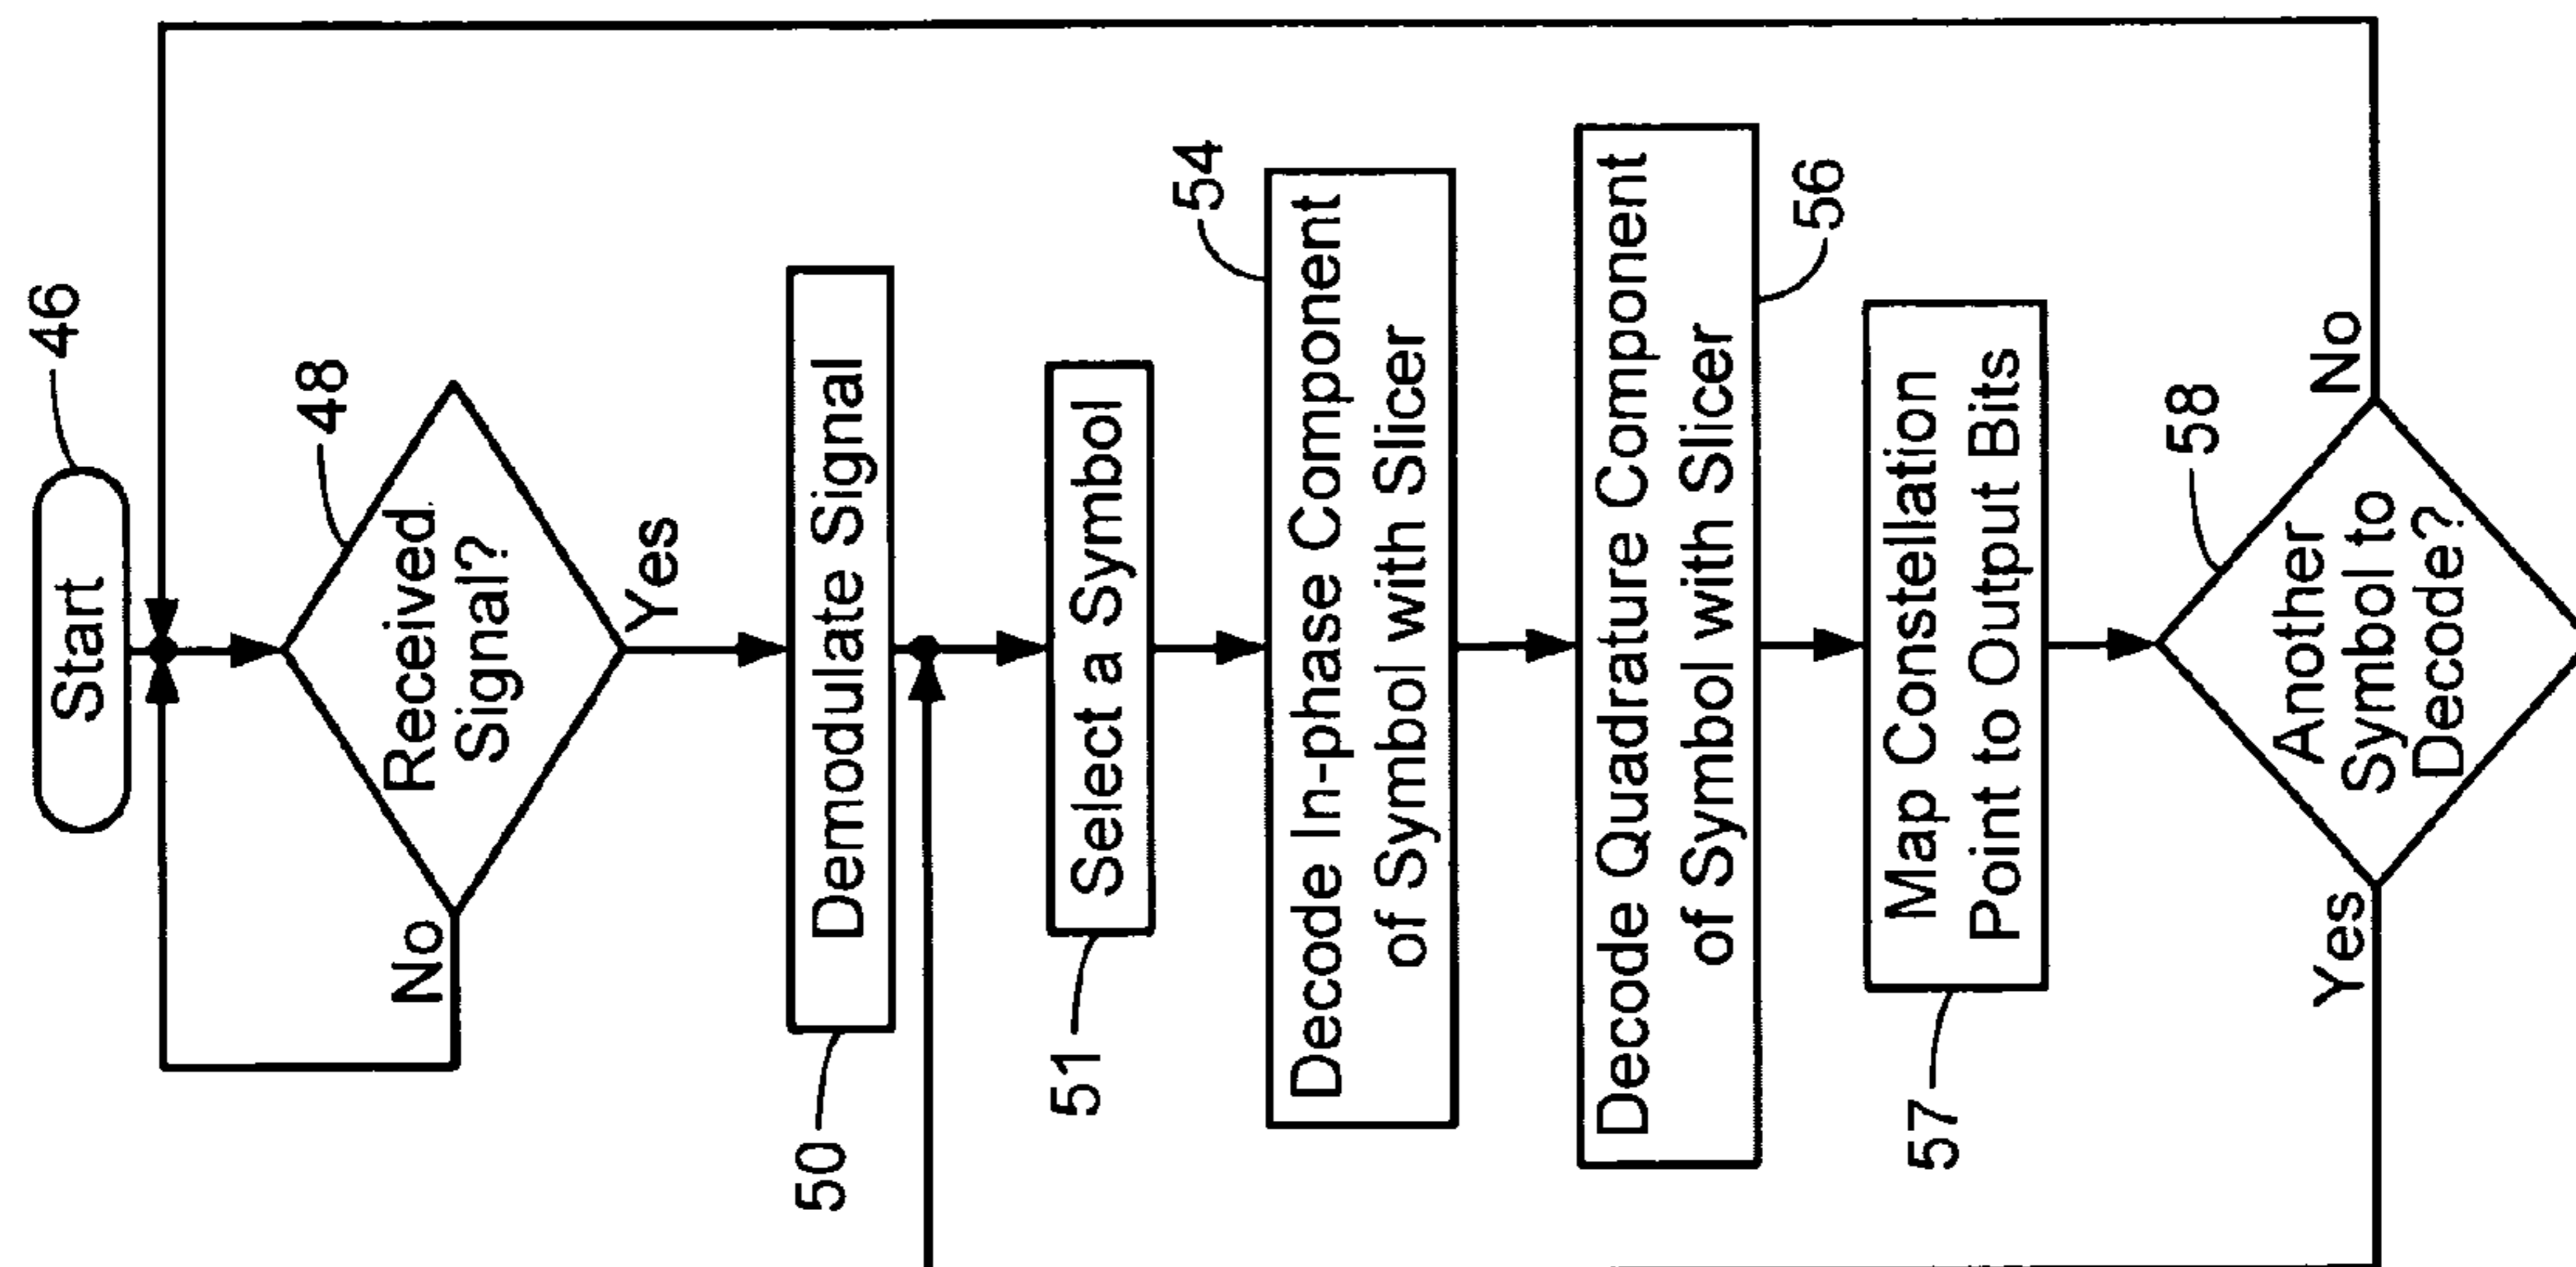 Start
46
48
Received
Signal?
No
Yes
Demodulate Signal
50
Select a Symbol
51
54
Decode In-phase Component
of Symbol with Slicer
Decode Quadrature Component
of Symbol with Slicer
56
Map Constellation
Point to Output Bits
57
58
Another
Symbol to
Decode?
Yes
No